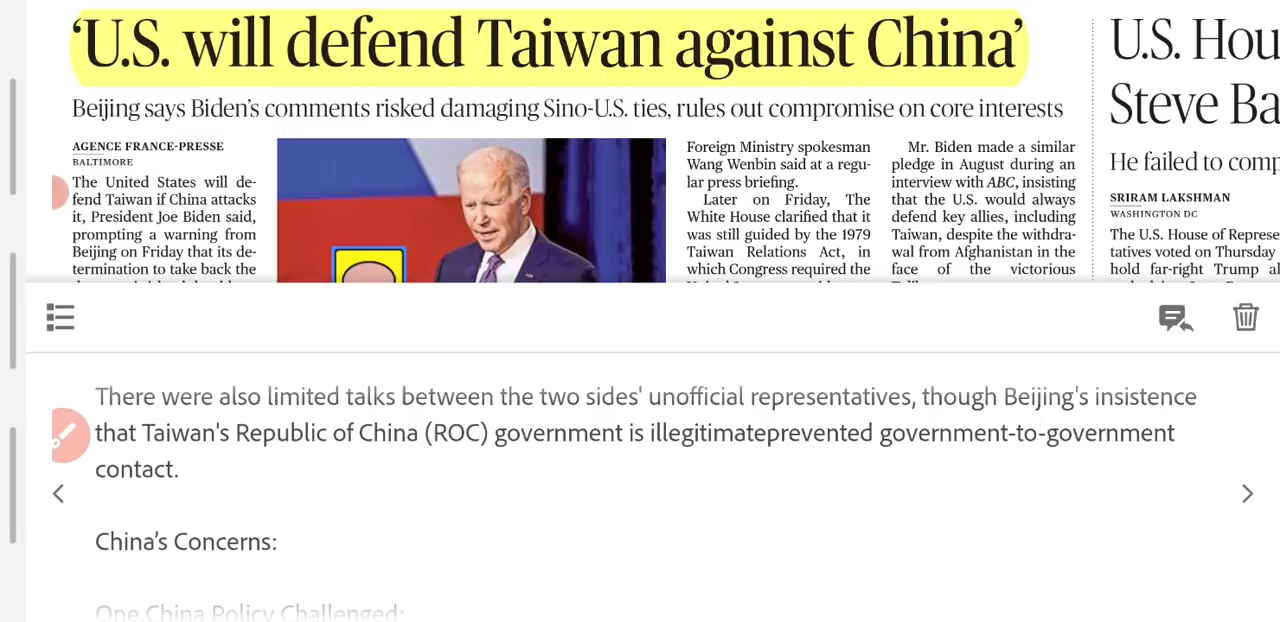 ‘U.S. will defend Taiwan against China’
Beijing says Biden’s comments risked damaging Sino-U.S. ties, rules out compromise on core interests
AGENCE FRANCE-PRESSE
BALTIMORE
The United States will de-
fend Taiwan if China attacks
it, President Joe Biden said,
prompting a warning from
Beijing on Friday that its de-
termination to take back the
Foreign Ministry spokesman
Wang Wenbin said at a regu-
lar press briefing.
Later on Friday, The
White House clarified that it
was still guided by the 1979
Taiwan Relations Act, in
which Congress required the
Mr. Biden made a similar
pledge in August during an
interview with ABC, insisting
that the U.S. would always
defend key allies, including
Taiwan, despite the withdra-
wal from Afghanistan in the
face of the victorious
U.S. Hou
Steve Ba
He failed to comp
SRIRAM LAKSHMAN
WASHINGTON DC
The U.S. House of Represe
tatives voted on Thursday
hold far-right Trump al
There were also limited talks between the two sides' unofficial representatives, though Beijing's insistence
that Taiwan's Republic of China (ROC) government is illegitimateprevented government-to-government
contact.
China’s Concerns:
One China Policy Challenged: